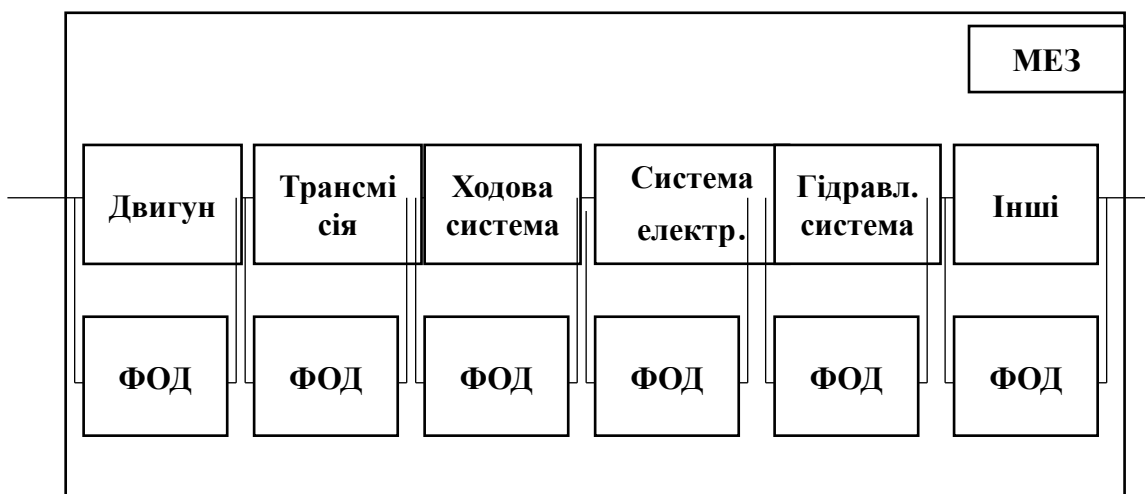 МЕЗ
Двигун
Трансмі
сія
Ходова
система
Система
електр.
Гідравл.
система
Інші
ФОД
ФОД
ФОД
ФОД
ФОД
ФОД